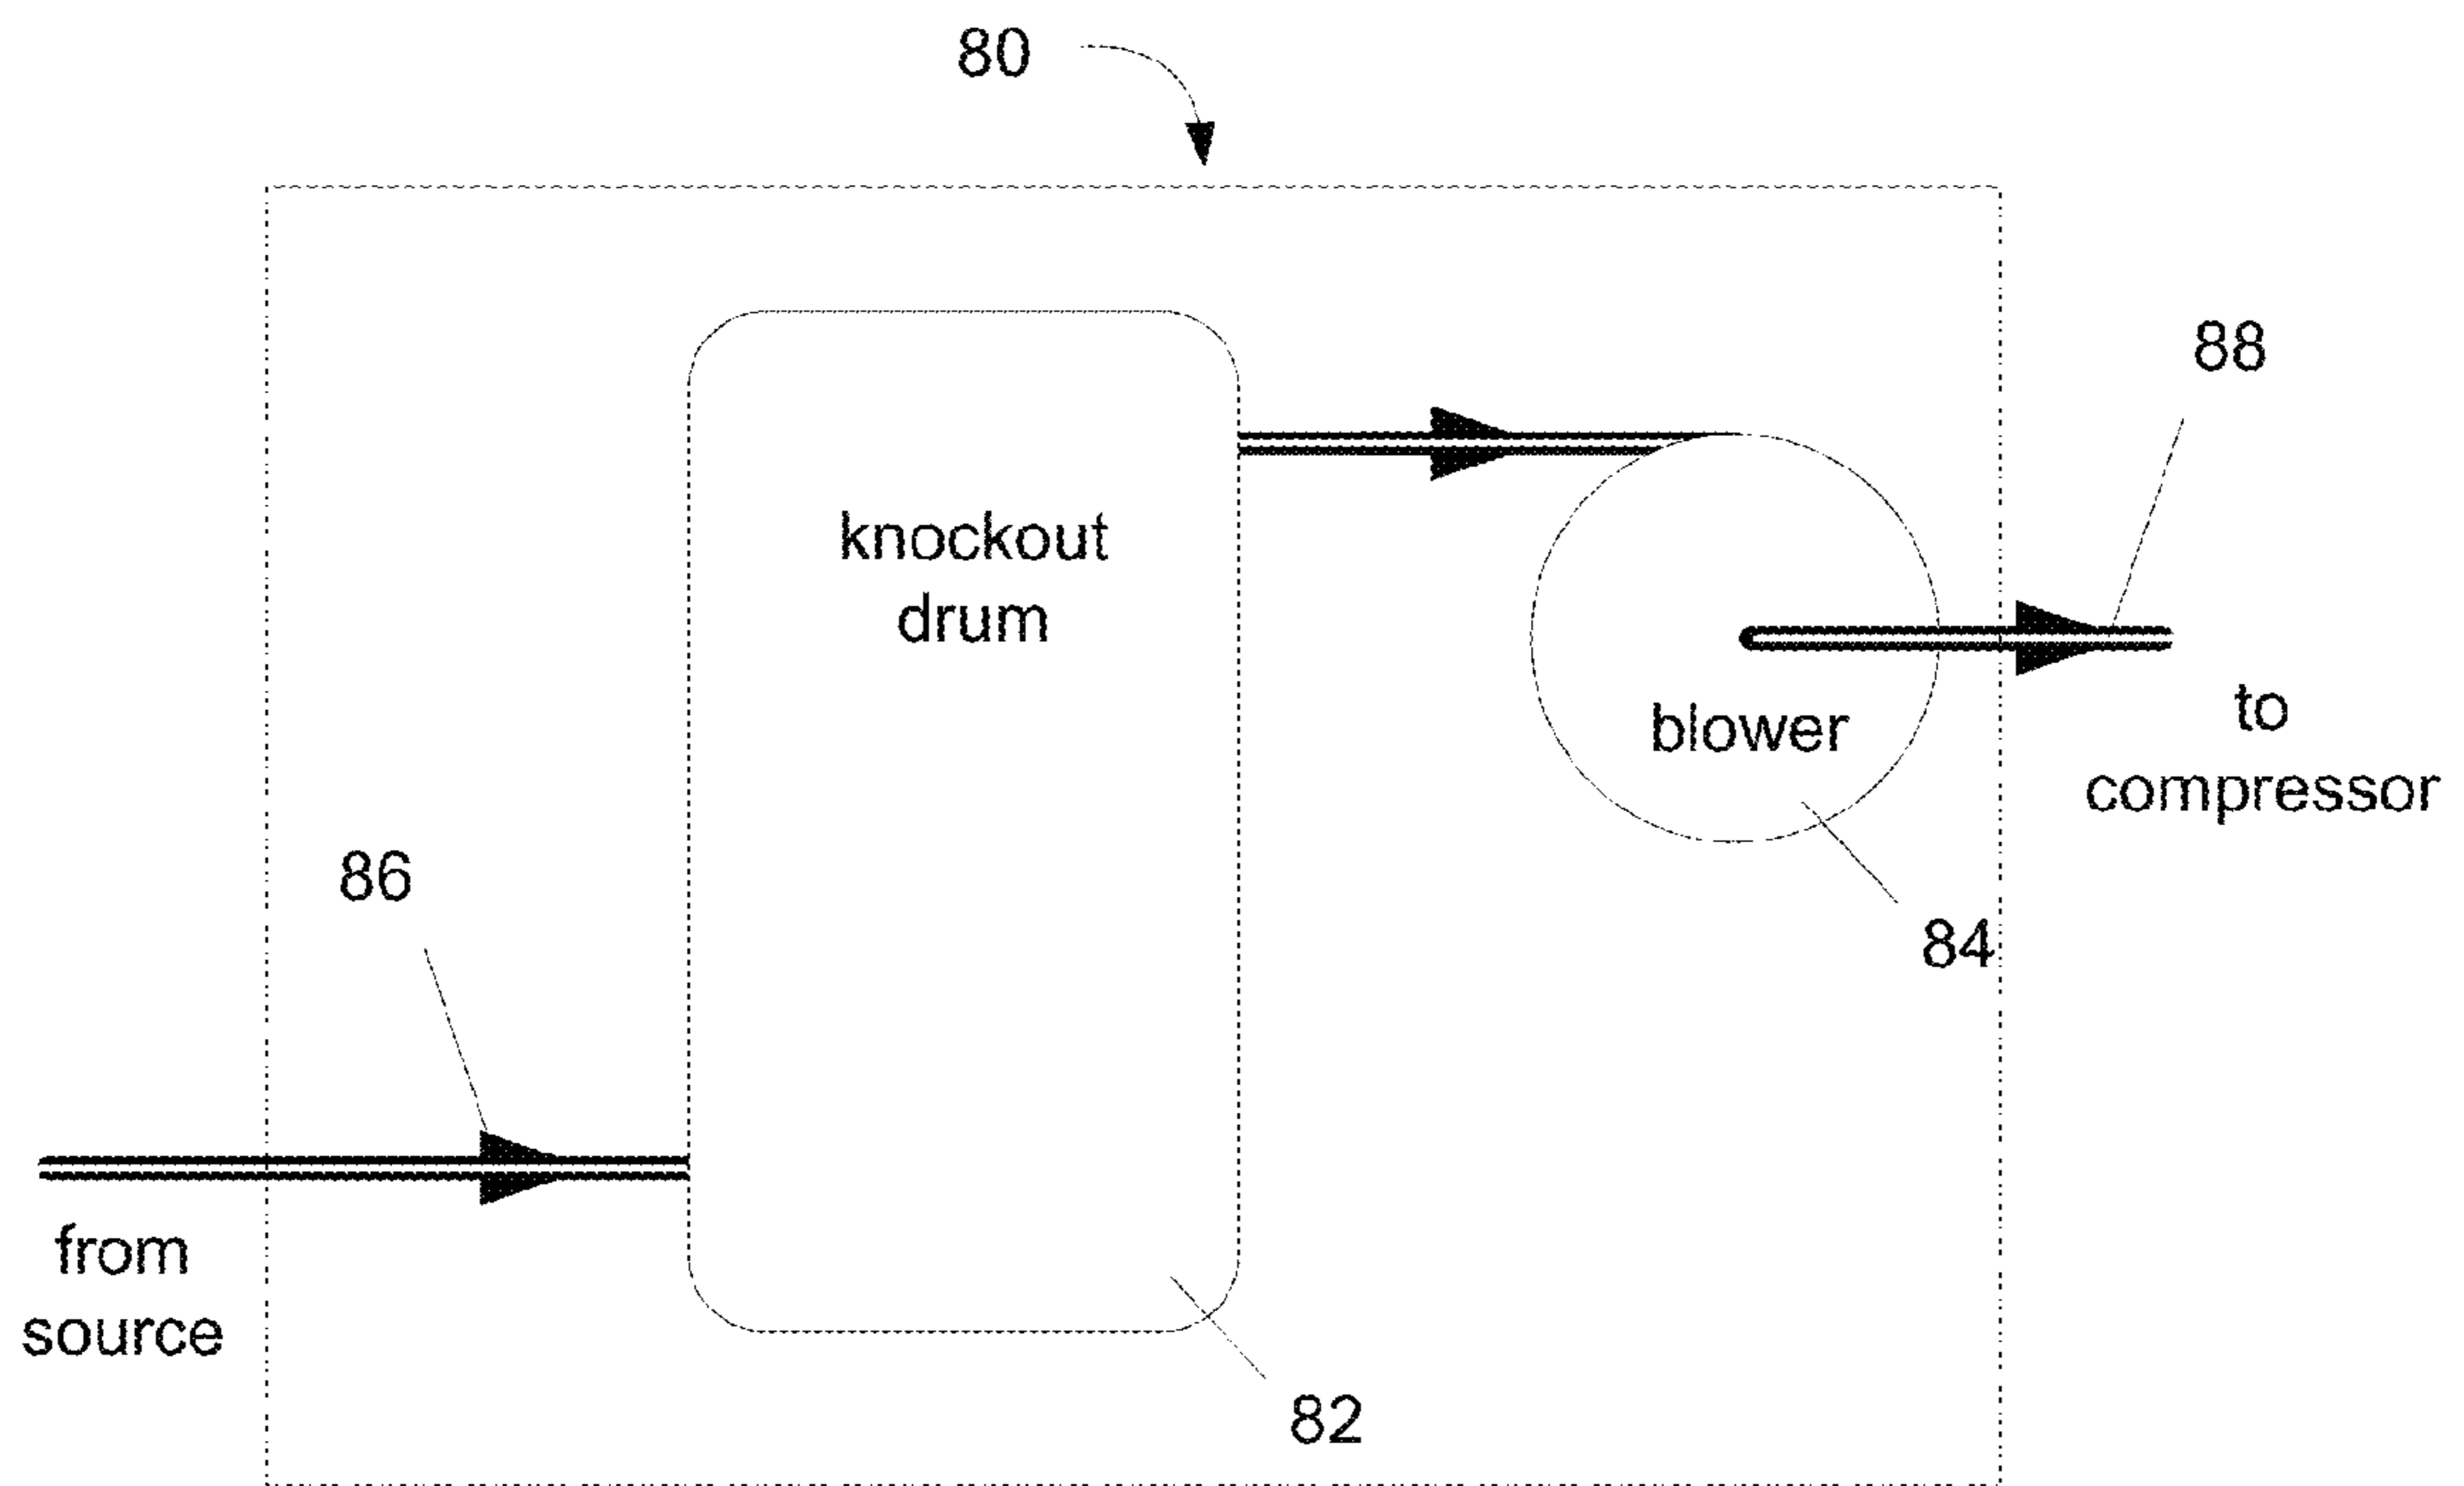 80
88
knockout
drum
blower
to
compressor
86
84
from
source
82